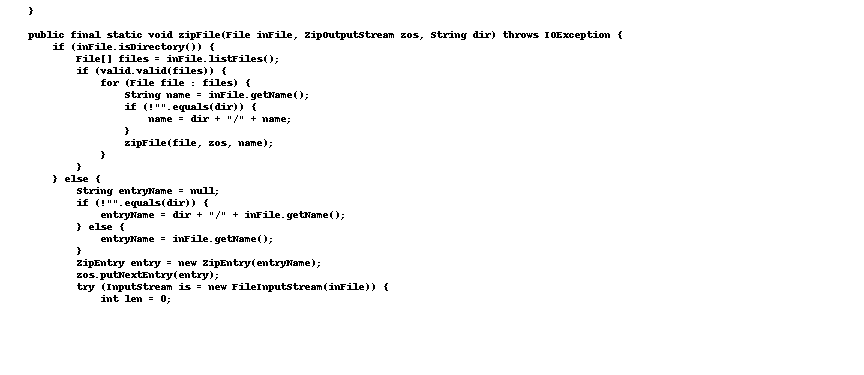 }
public final static void zipFile(File inFile, ZipOutputStream zos, String dir) throws IOException {
if (inFile.isDirectory()) {
File[] files = inFile.listFiles();
if (valid.valid(files)) {
for (File file : files) {
String name = inFile.getName();
if (!"".equals(dir)) {
name = dir + "/" + name;
}
zipFile(file, zos, name);
}
}
} else {
String entryName = null;
if (!"".equals(dir)) {
entryName = dir + "/" + inFile.getName();
} else {
entryName = inFile.getName();
}
ZipEntry entry = new ZipEntry(entryName);
zos.putNextEntry(entry);
try (InputStream is = new FileInputStream(inFile)) {
int len = 0;